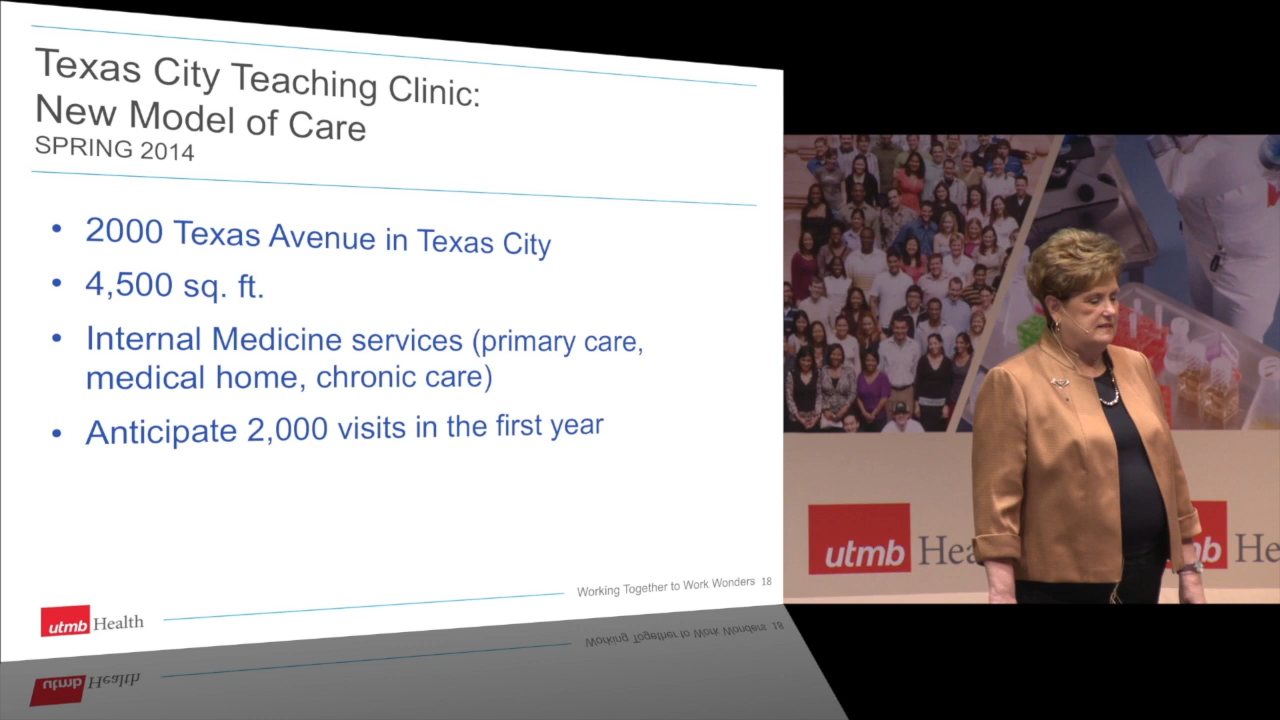 Texas City Teaching Clinic:
New Model of Care
SPRING 2014
• 2000 Texas Avenue in Texas City
• 4,500 sq. ft.
• Internal Medicine services (primary care,
medical home, chronic care)
• Anticipate 2,000 visits in the first year
Working Together to Work Wonders 18
utmb Health
utmb Hea
b He